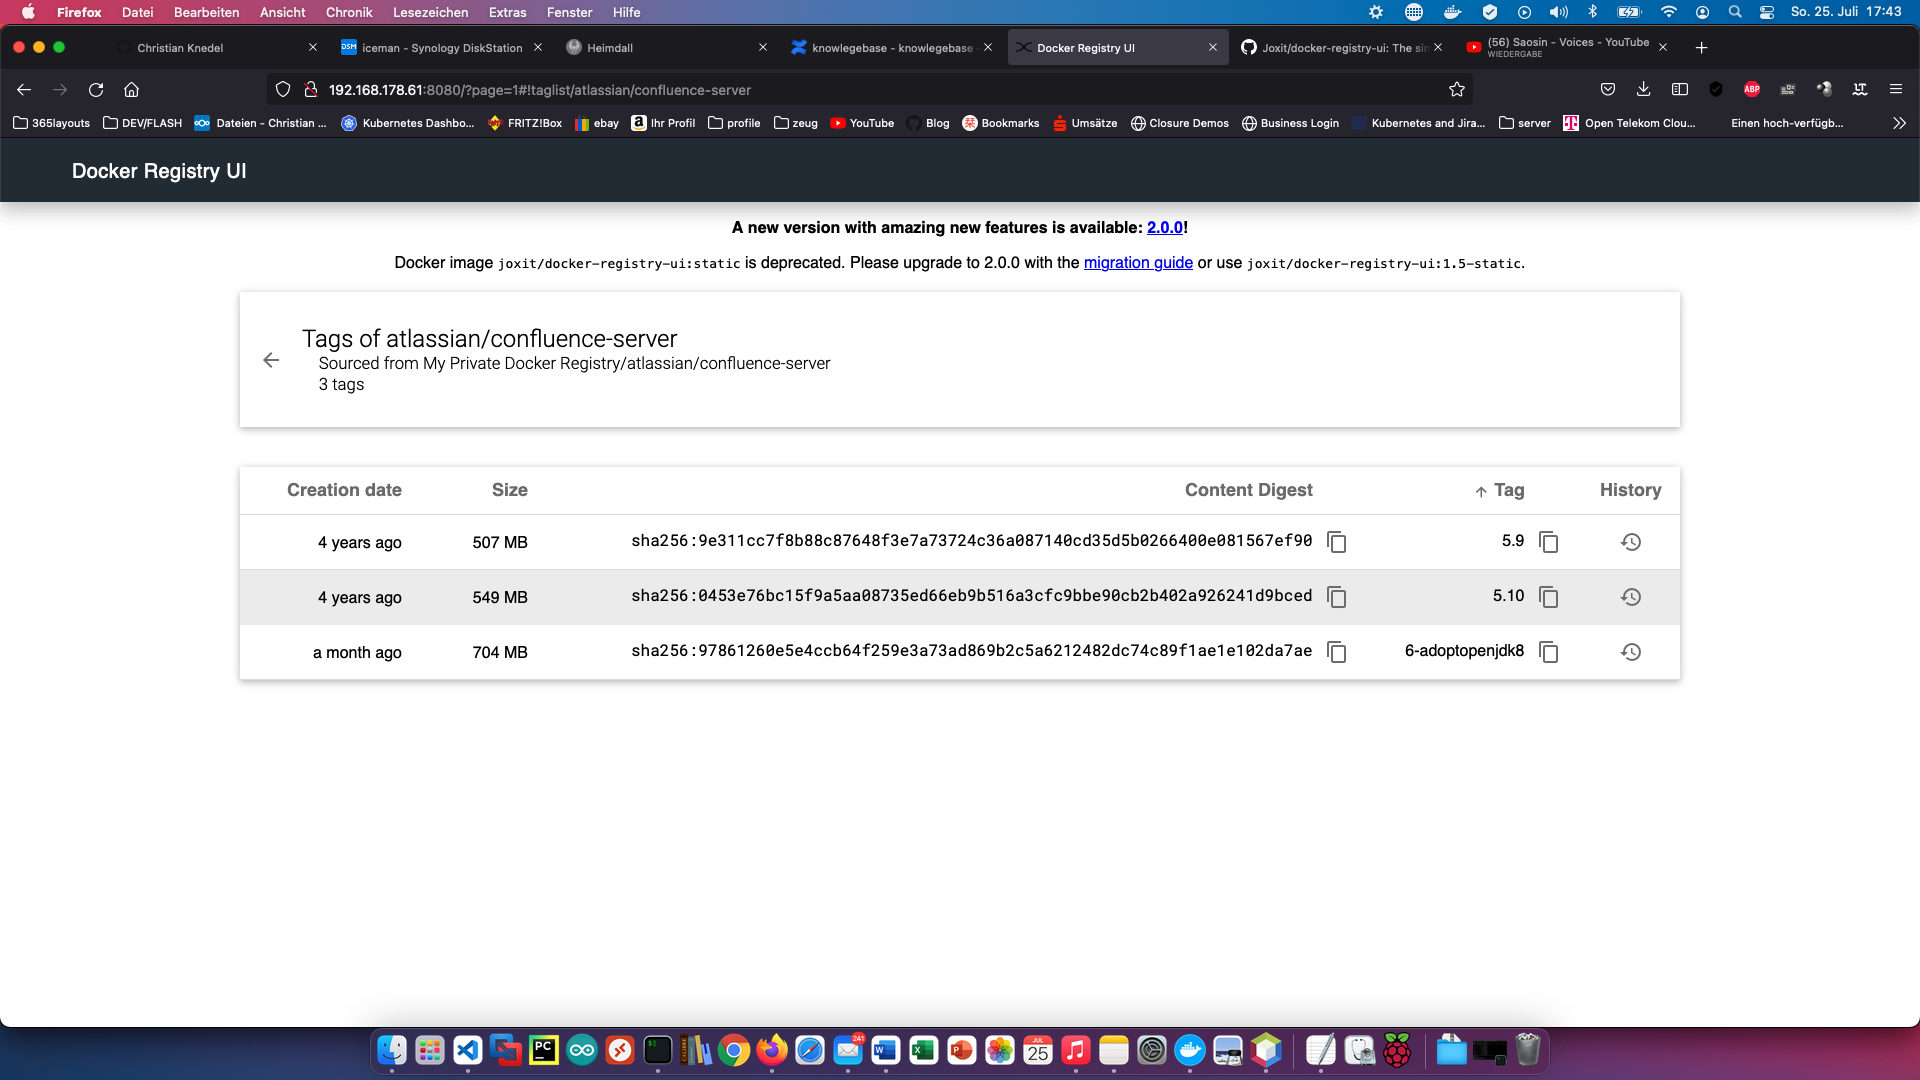 Firefox Datei Bearbeiten Ansicht Chronik Lesezeichen Extras Fenster Hilfe So. 25. Juli 17:43
Christian Knedel
iceman - Synology DiskStation
Heimdall
knowlegebase - knowlegebase
Docker Registry UI
Joxit/docker-registry-ui: The sim
(56) Saosin - Voices - YouTube
WIEDERGABE
192.168.178.61:8080/?page=1#!taglist/atlassian/confluence-server
ABP
365layouts DEV/FLASH Dateien - Christian ... Kubernetes Dashbo... FRITZ!Box ebay Ihr Profil profile zeug YouTube Blog Bookmarks Umsätze Closure Demos Business Login Kubernetes and Jira... server Open Telekom Clou... Einen hoch-verfügb...
Docker Registry UI
A new version with amazing new features is available: 2.0.0!
Docker image joxit/docker-registry-ui:static is deprecated. Please upgrade to 2.0.0 with the migration guide or use joxit/docker-registry-ui:1.5-static.
Tags of atlassian/confluence-server
Sourced from My Private Docker Registry/atlassian/confluence-server
3 tags
Creation date Size Content Digest Tag History
4 years ago 507 MB sha256:9e311cc7f8b88c87648f3e7a73724c36a087140cd35d5b0266400e081567ef90 5.9
4 years ago 549 MB sha256:0453e76bc15f9a5aa08735ed66eb9b516a3cfc9bbe90cb2b402a926241d9bced 5.10
a month ago 704 MB sha256:97861260e5e4ccb64f259e3a73ad869b2c5a6212482dc74c89f1ae1e102da7ae 6-adoptopenjdk8
PC
241
JUL
25